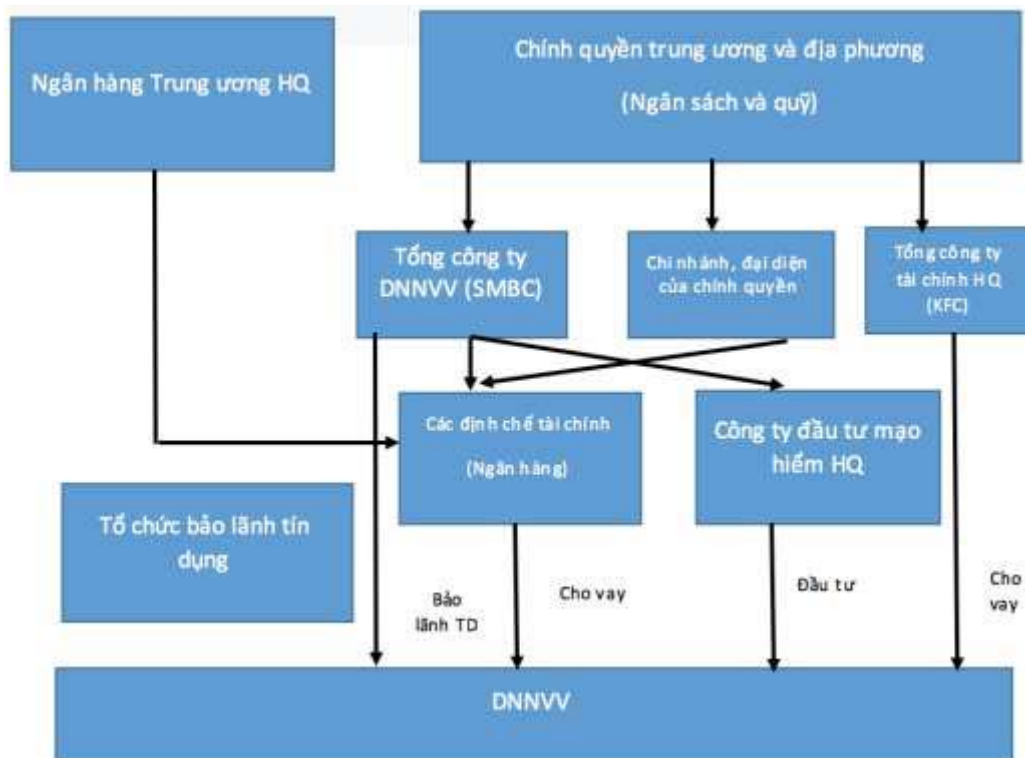 Ngân hàng Trung ương HQ
Chính quyền trung ương và địa phương
(Ngân sách và quỹ)
Tổng công ty
DNNVV (SMBC)
Chi nhánh, đại diện
của chính quyền
Tổng công ty
tài chính HQ
(KFC)
Các định chế tài chính
(Ngân hàng)
Công ty đầu tư mạo
hiểm HQ
Tổ chức bảo lãnh tín
dụng
Bảo
lãnh TD
Cho vay
Đầu tư
Cho
vay
DNNVV